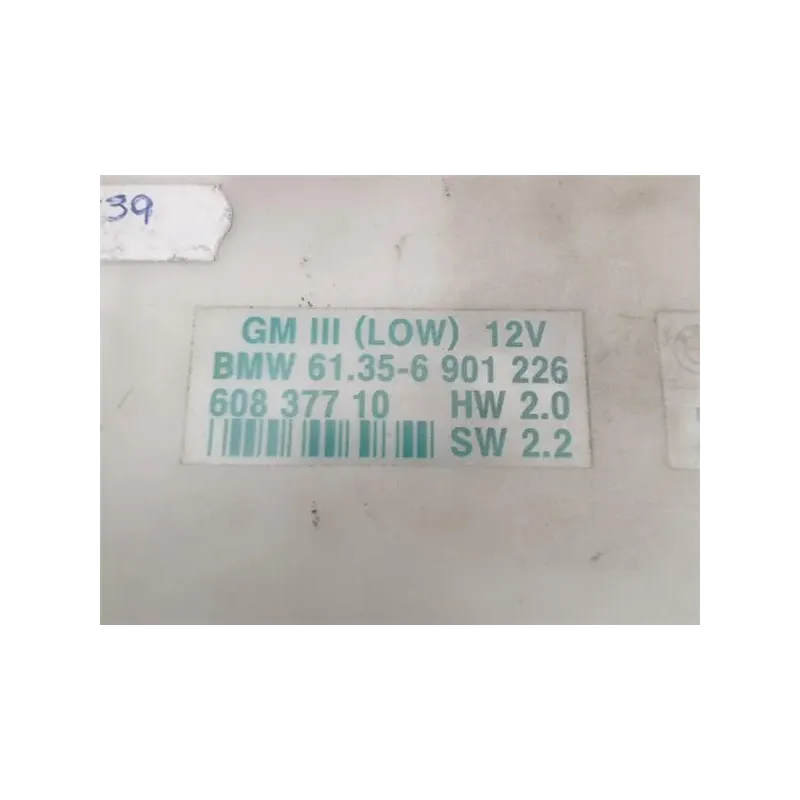 39
GM III (LOW) 12V
BMW 61.35-6 901 226
608 377 10 HW 2.0
SW 2.2